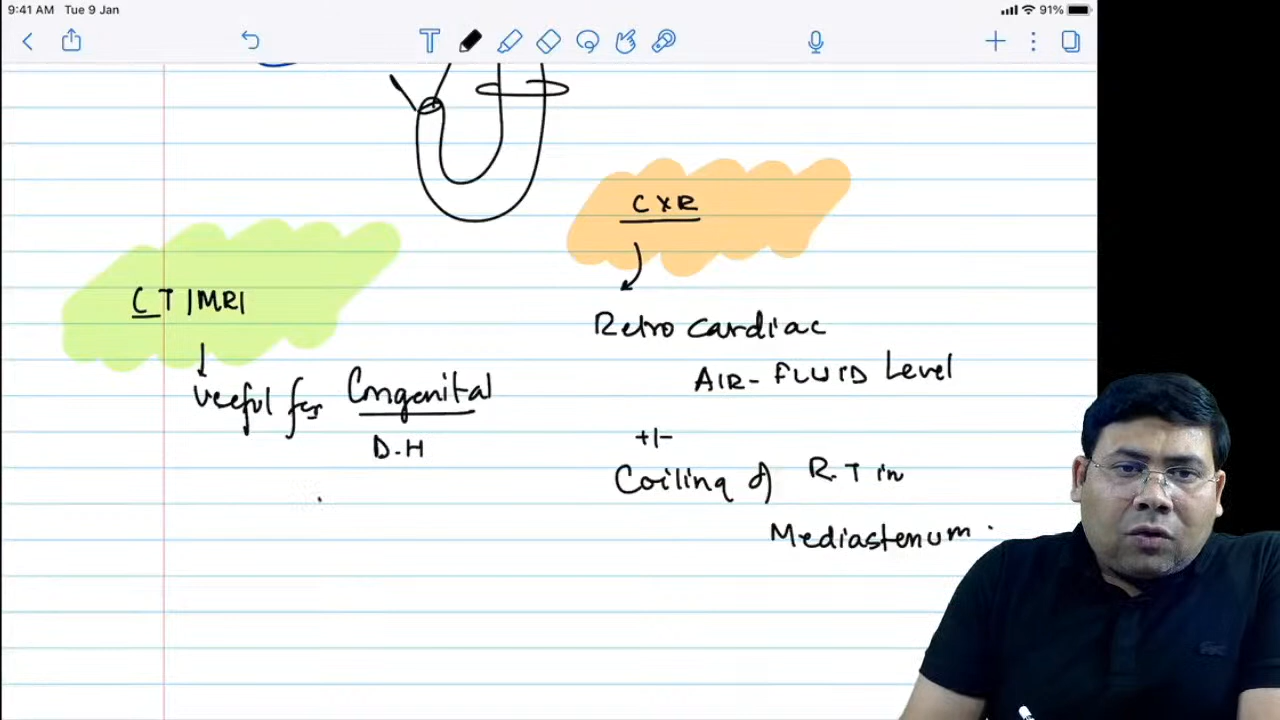 9:41 AM Tue 9 Jan
91%
CXR
CT/MRI
Retro cardiac
AIR-FLUID Level
Useful for Congenital
D.H
+/-
Coiling of R.T in
Mediastenum.